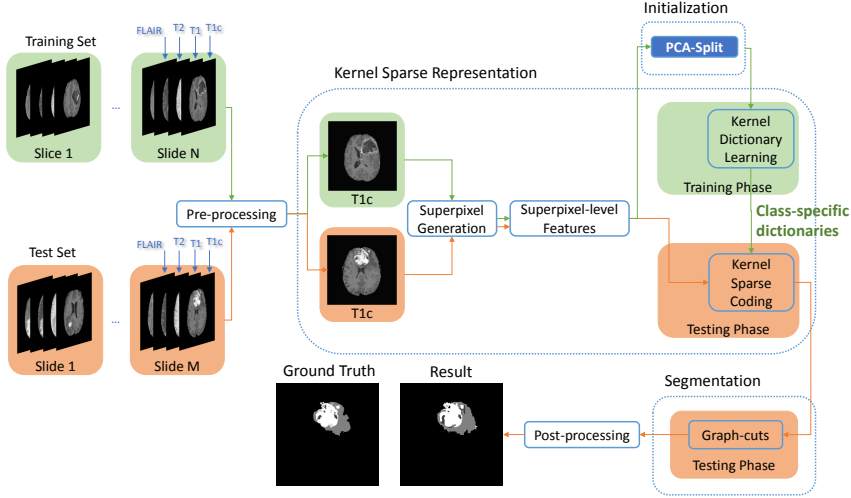 Initialization
Training Set
FLAIR T2 T1 T1c
PCA-Split
Kernel Sparse Representation
Slice 1
...
Slide N
T1c
Kernel
Dictionary
Learning
Training Phase
Pre-processing
Superpixel
Generation
Superpixel-level
Features
Class-specific
dictionaries
Test Set
FLAIR T2 T1 T1c
Slide 1
...
Slide M
T1c
Kernel
Sparse
Coding
Testing Phase
Ground Truth
Result
Segmentation
Post-processing
Graph-cuts
Testing Phase